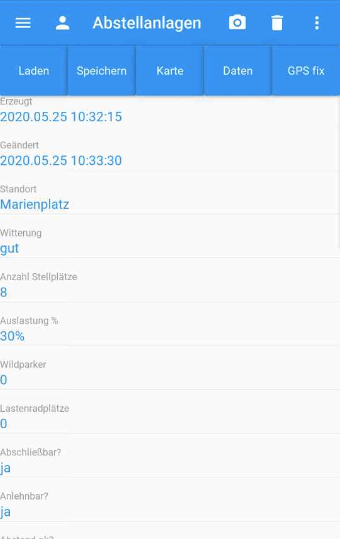 Abstellanlagen
Laden
Speichern
Karte
Daten
GPS fix
Erzeugt
2020.05.25 10:32:15
Geändert
2020.05.25 10:33:30
Standort
Marienplatz
Witterung
gut
Anzahl Stellplätze
8
Auslastung %
30%
Wildparker
0
Lastenradplätze
0
Abschließbar?
ja
Anlehnbar?
ja